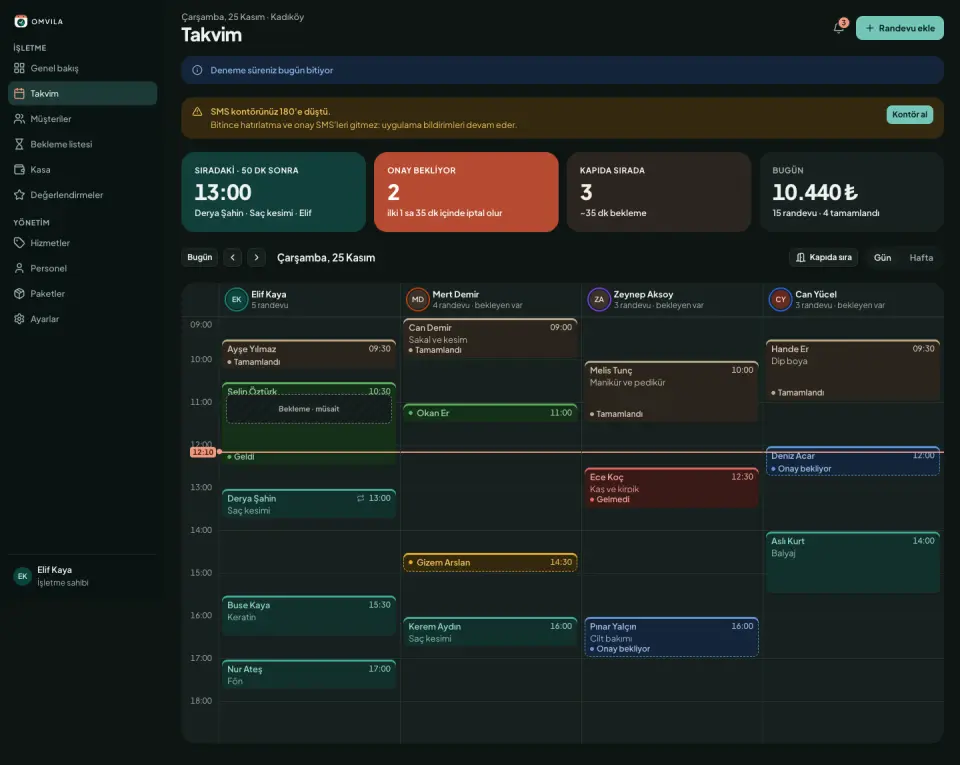 OMVILA
İŞLETME
Genel bakış
Takvim
Müşteriler
Bekleme listesi
Kasa
Değerlendirmeler
YÖNETİM
Hizmetler
Personel
Paketler
Ayarlar
EK
Elif Kaya
İşletme sahibi
Çarşamba, 25 Kasım · Kadıköy
Takvim
3
+ Randevu ekle
Deneme süreniz bugün bitiyor
SMS kontörünüz 180'e düştü.
Bitince hatırlatma ve onay SMS'leri gitmez; uygulama bildirimleri devam eder.
Kontör al
SIRADAKİ · 50 DK SONRA
13:00
Derya Şahin · Saç kesimi · Elif
ONAY BEKLİYOR
2
ilki 1 sa 35 dk içinde iptal olur
KAPIDA SIRADA
3
~35 dk bekleme
BUGÜN
10.440 ₺
15 randevu · 4 tamamlandı
Bugün
Çarşamba, 25 Kasım
Kapıda sıra
Gün
Hafta
EK
Elif Kaya
5 randevu
MD
Mert Demir
4 randevu · bekleyen var
ZA
Zeynep Aksoy
3 randevu · bekleyen var
CY
Can Yücel
3 randevu · bekleyen var
09:00
10:00
11:00
12:00
12:10
13:00
14:00
15:00
16:00
17:00
18:00
Ayşe Yılmaz 09:30
Tamamlandı
Selin Öztürk 10:30
Bekleme · müsait
Geldi
Derya Şahin 13:00
Saç kesimi
Buse Kaya 15:30
Keratin
Nur Ateş 17:00
Fön
Can Demir 09:00
Sakal ve kesim
Tamamlandı
Okan Er 11:00
Gizem Arslan 14:30
Kerem Aydın 16:00
Saç kesimi
Melis Tunç 10:00
Manikür ve pedikür
Tamamlandı
Ece Koç 12:30
Kaş ve kirpik
Gelmedi
Pınar Yalçın 16:00
Cilt bakımı
Onay bekliyor
Hande Er 09:30
Dip boya
Tamamlandı
Deniz Acar 12:00
Onay bekliyor
Aslı Kurt 14:00
Balyaj